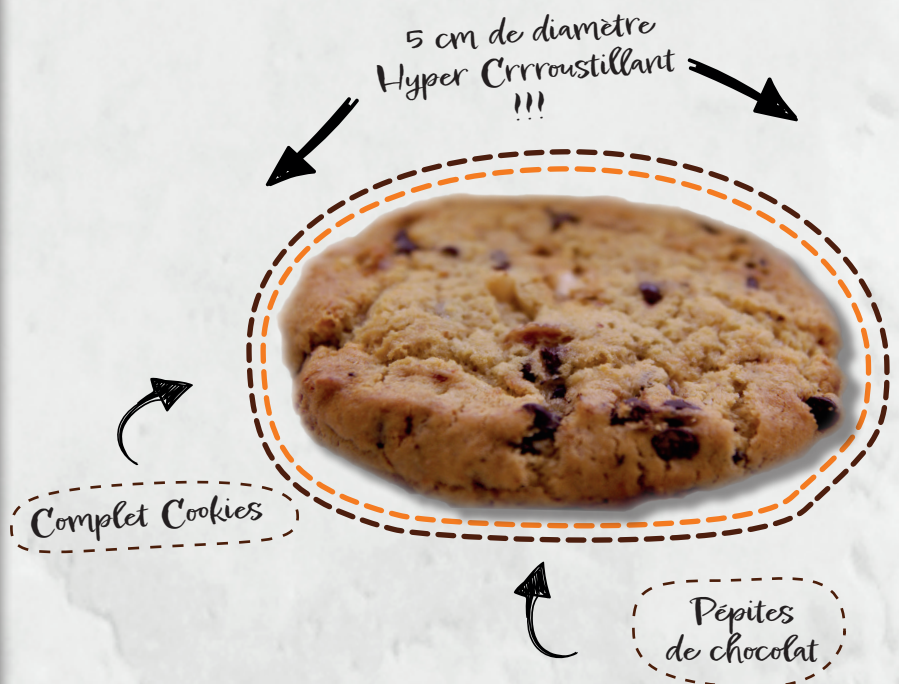 5 cm de diamètre
Hyper Crrroustillant
!!!
Complet Cookies
Pépites
de chocolat